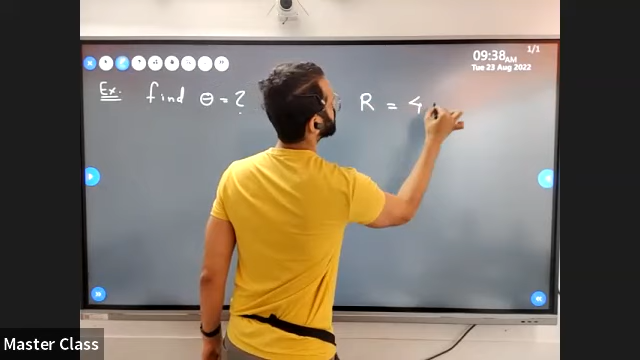 1/1
09:38AM
Tue 23 Aug 2022
Ex. find θ = ? R = 4
Master Class